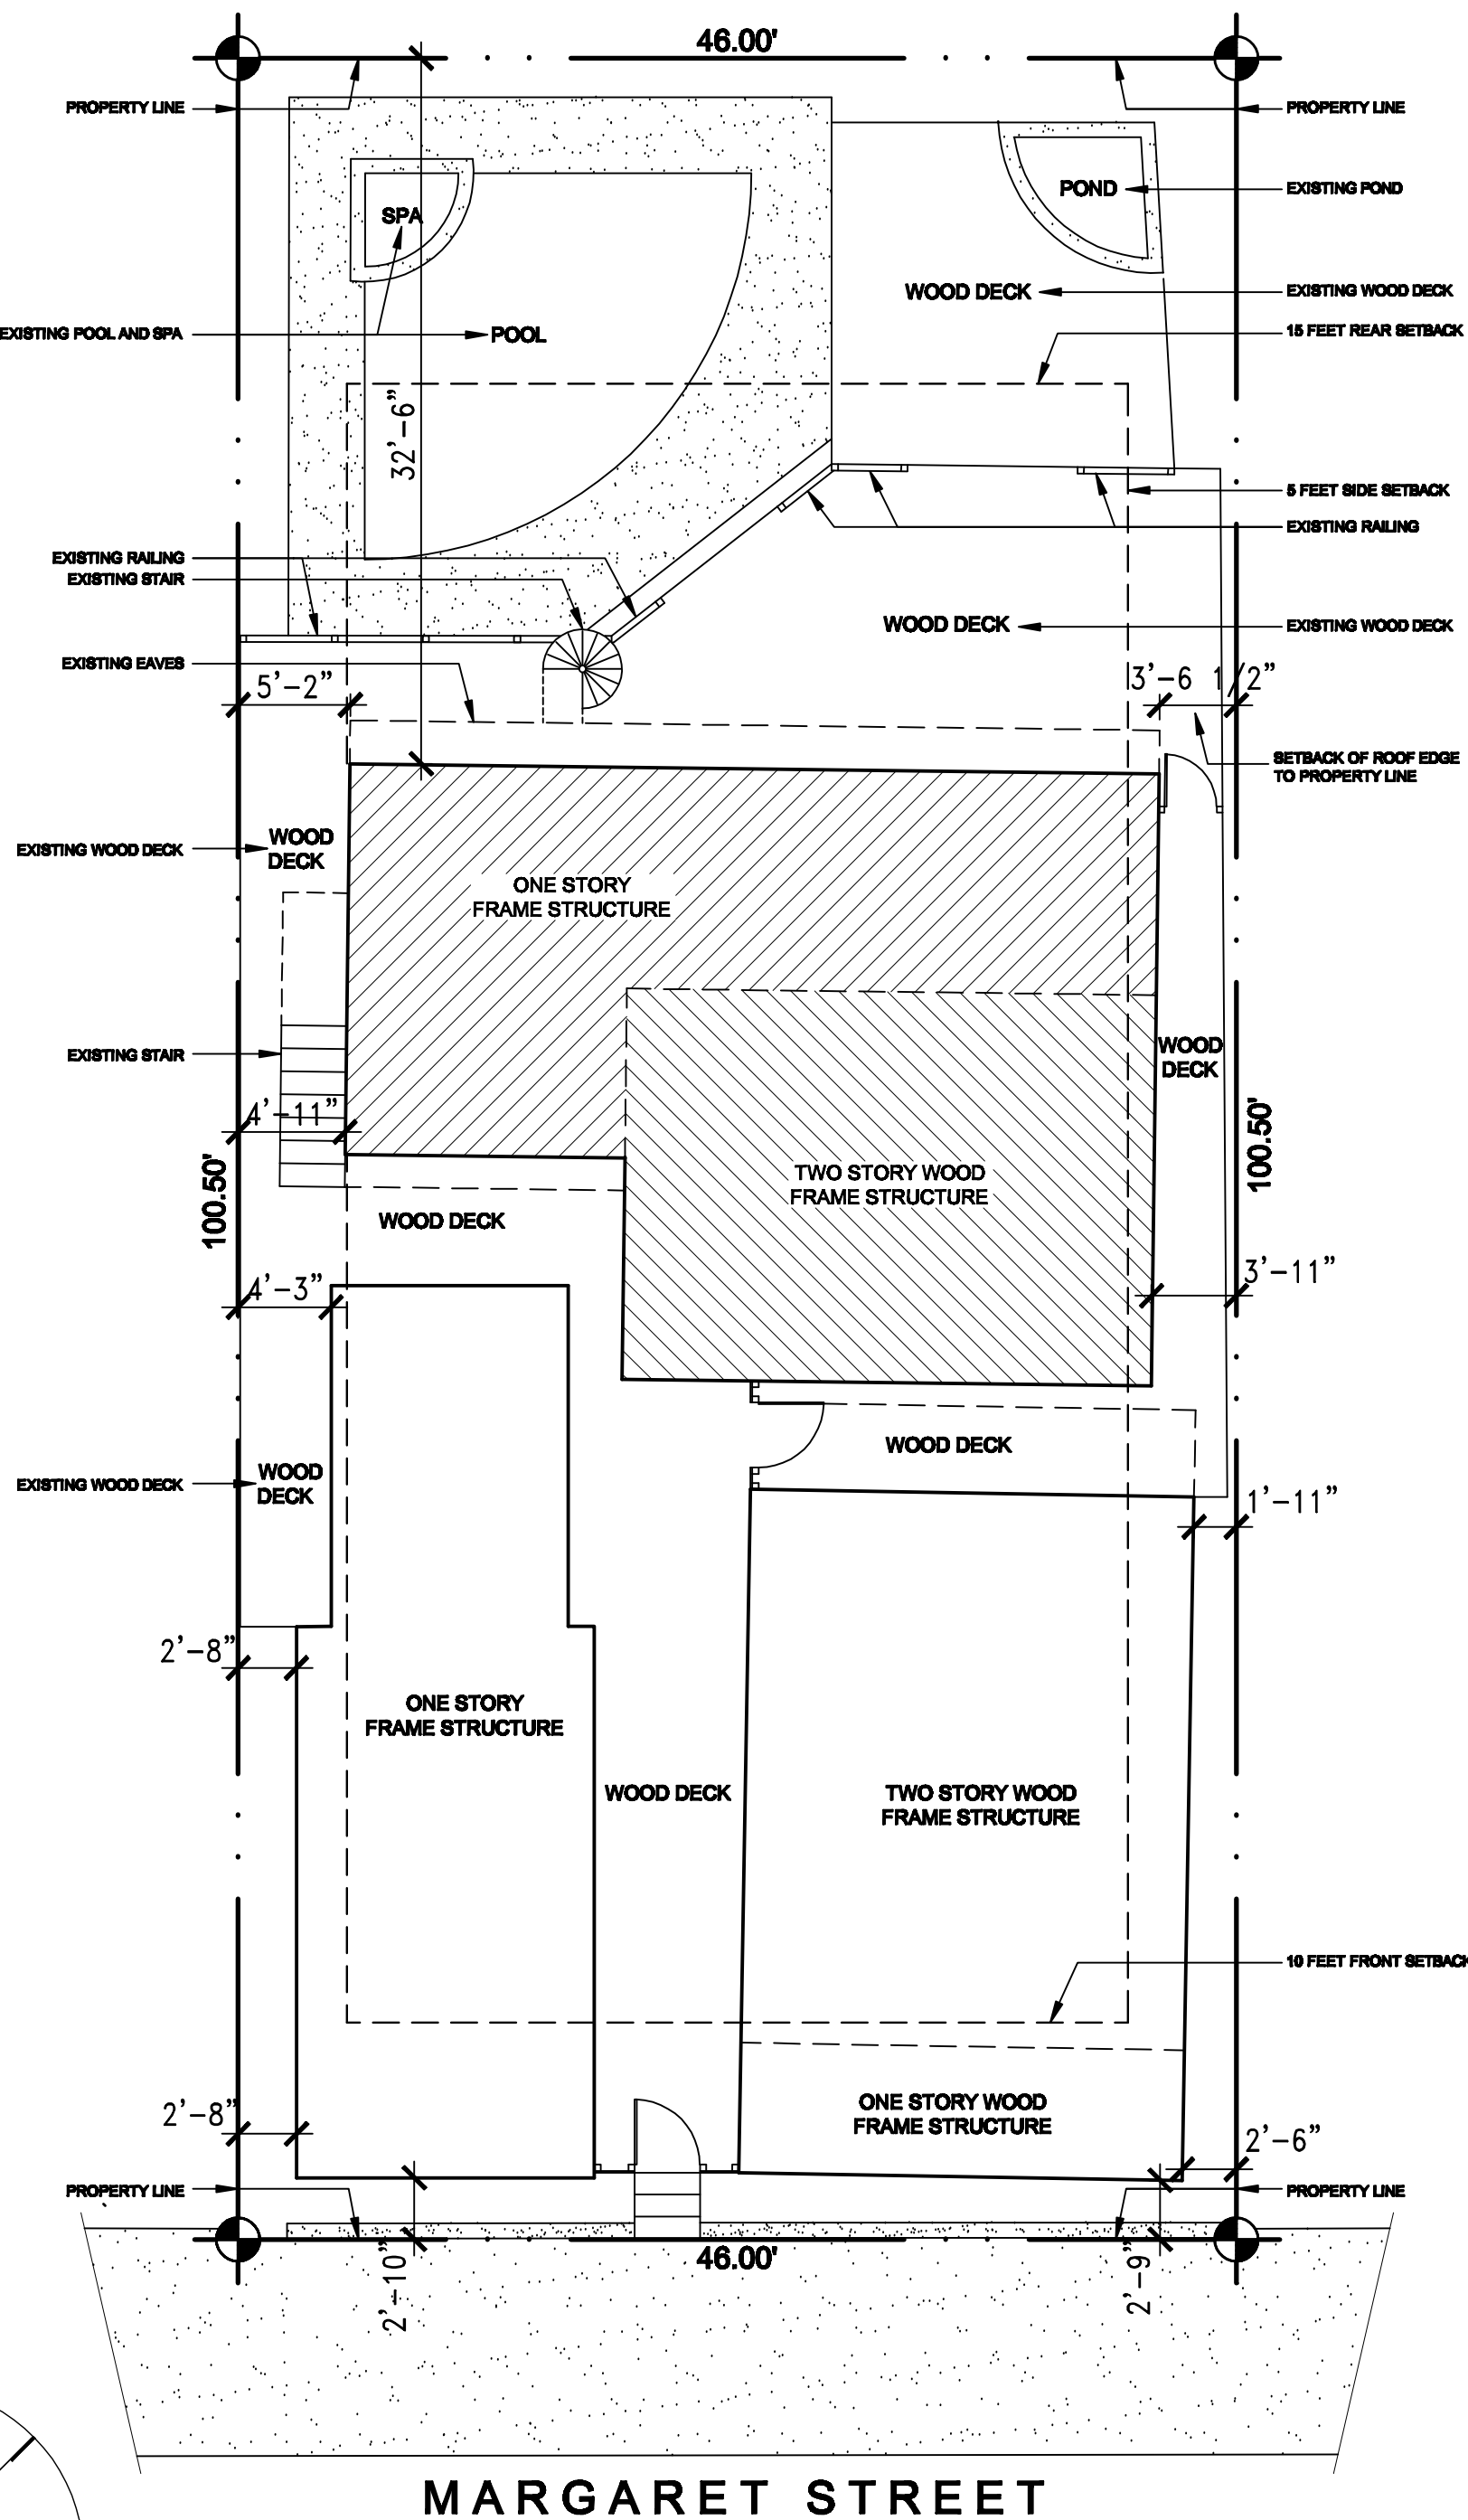 46.00'
PROPERTY LINE
PROPERTY LINE
SPA
POND
EXISTING POND
WOOD DECK
EXISTING WOOD DECK
EXISTING POOL AND SPA
POOL
15 FEET REAR SETBACK
32'-6"
5 FEET SIDE SETBACK
EXISTING RAILING
EXISTING RAILING
EXISTING STAIR
WOOD DECK
EXISTING WOOD DECK
EXISTING EAVES
5'-2"
3'-6 1/2"
SETBACK OF ROOF EDGE
TO PROPERTY LINE
EXISTING WOOD DECK
WOOD
DECK
ONE STORY
FRAME STRUCTURE
EXISTING STAIR
WOOD
DECK
4'-11"
100.50'
100.50'
TWO STORY WOOD
FRAME STRUCTURE
WOOD DECK
4'-3"
3'-11"
WOOD DECK
EXISTING WOOD DECK
WOOD
DECK
1'-11"
2'-8"
ONE STORY
FRAME STRUCTURE
WOOD DECK
TWO STORY WOOD
FRAME STRUCTURE
10 FEET FRONT SETBACK
2'-8"
ONE STORY WOOD
FRAME STRUCTURE
2'-6"
PROPERTY LINE
PROPERTY LINE
46.00'
2'-10"
2'-9"
MARGARET STREET